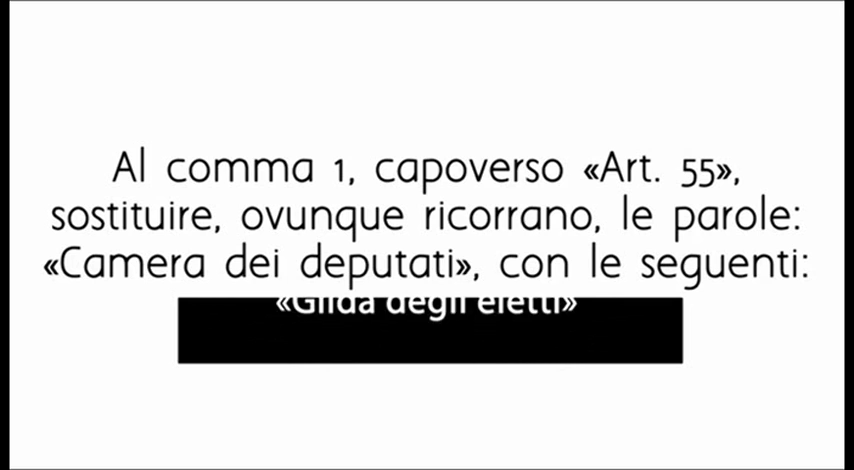 Al comma 1, capoverso «Art. 55»,
sostituire, ovunque ricorrano, le parole:
«Camera dei deputati», con le seguenti:
«Gilda degli eletti»